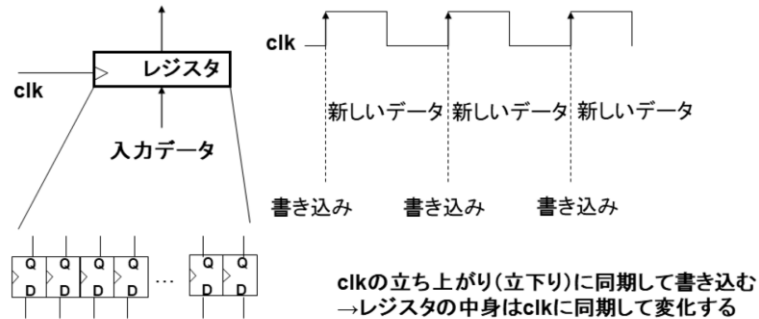 clk
レジスタ
clk
入力データ
新しいデータ 新しいデータ 新しいデータ
書き込み 書き込み 書き込み
Q Q Q Q Q Q
D D D D … D D
clkの立ち上がり(立下り)に同期して書き込む
→レジスタの中身はclkに同期して変化する